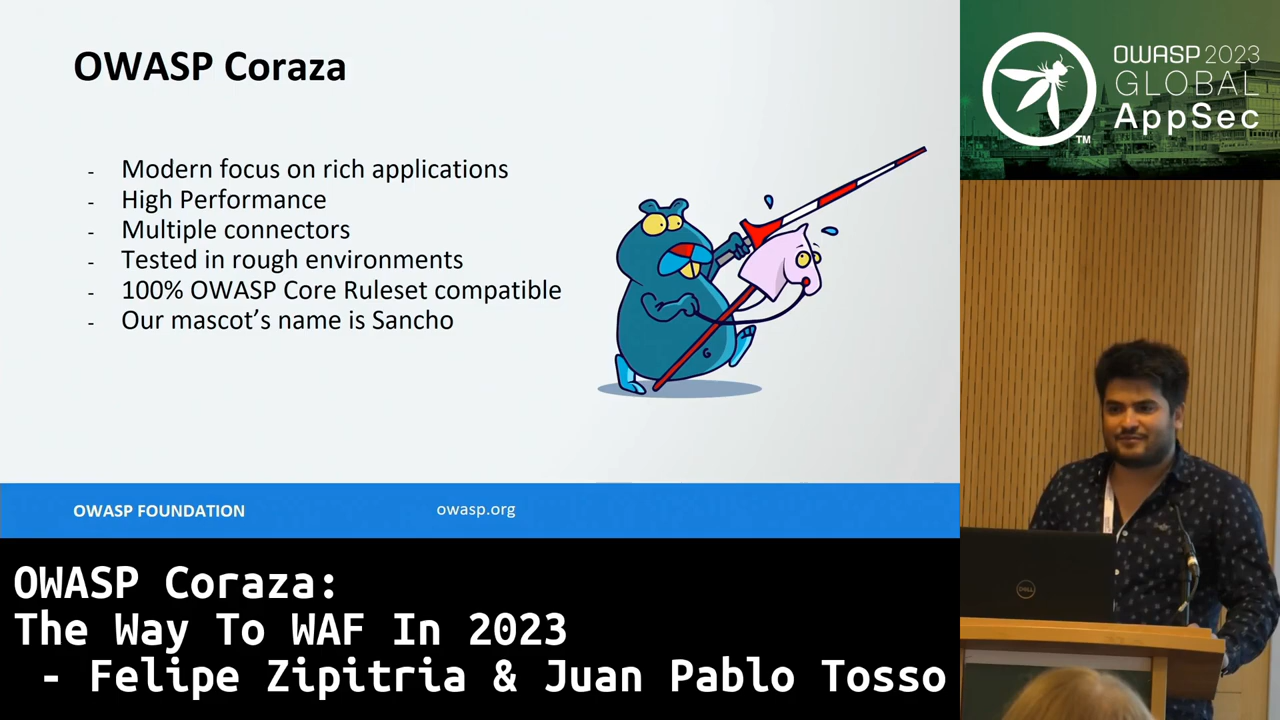 OWASP Coraza
- Modern focus on rich applications
- High Performance
- Multiple connectors
- Tested in rough environments
- 100% OWASP Core Ruleset compatible
- Our mascot’s name is Sancho
G
OWASP FOUNDATION
owasp.org
OWASP 2023
GLOBAL
AppSec
TM
DELL
OWASP Coraza:
The Way To WAF In 2023
- Felipe Zipitria & Juan Pablo Tosso